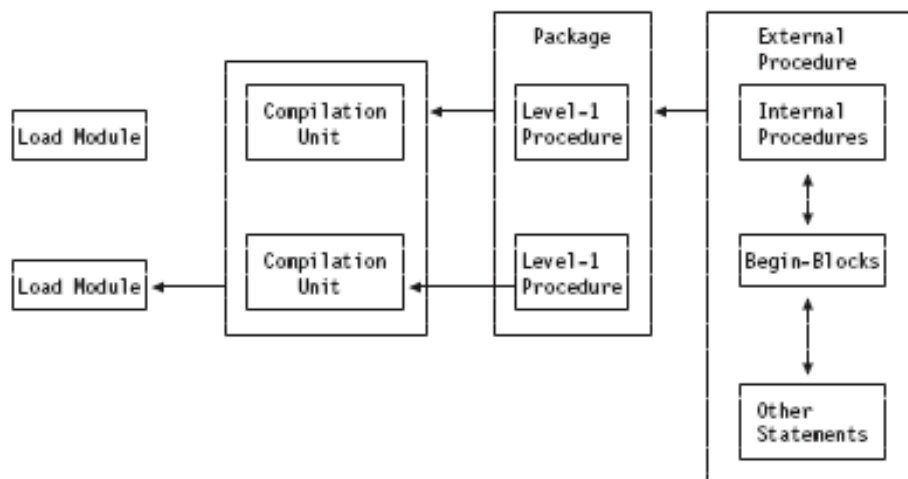 Package
External
Procedure
Load Module
Compilation
Unit
Level-1
Procedure
Internal
Procedures
Load Module
Compilation
Unit
Level-1
Procedure
Begin-Blocks
Other
Statements